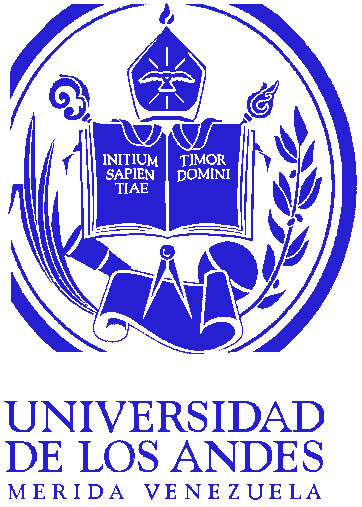 INITIUM
SAPIEN
TIAE
TIMOR
DOMINI
UNIVERSIDAD
DE LOS ANDES
MERIDA VENEZUELA